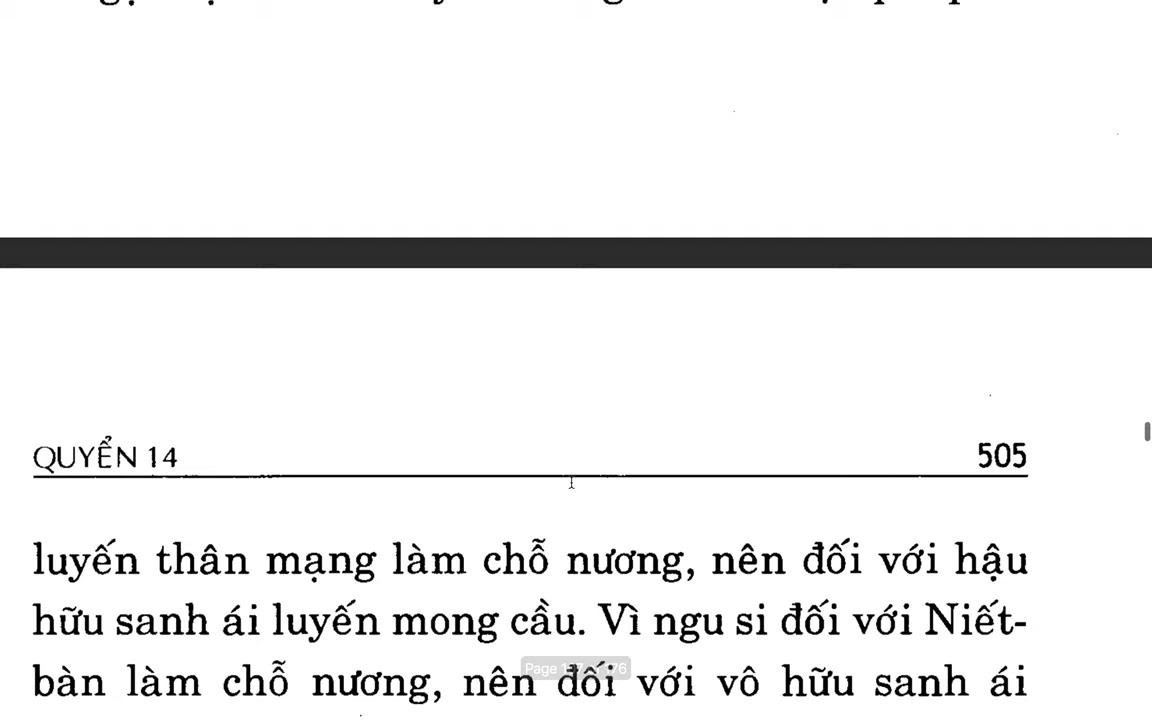 QUYỂN 14 505
luyến thân mạng làm chỗ nương, nên đối với hậu
hữu sanh ái luyến mong cầu. Vì ngu si đối với Niết-
bàn làm chỗ nương, nên đối với vô hữu sanh ái